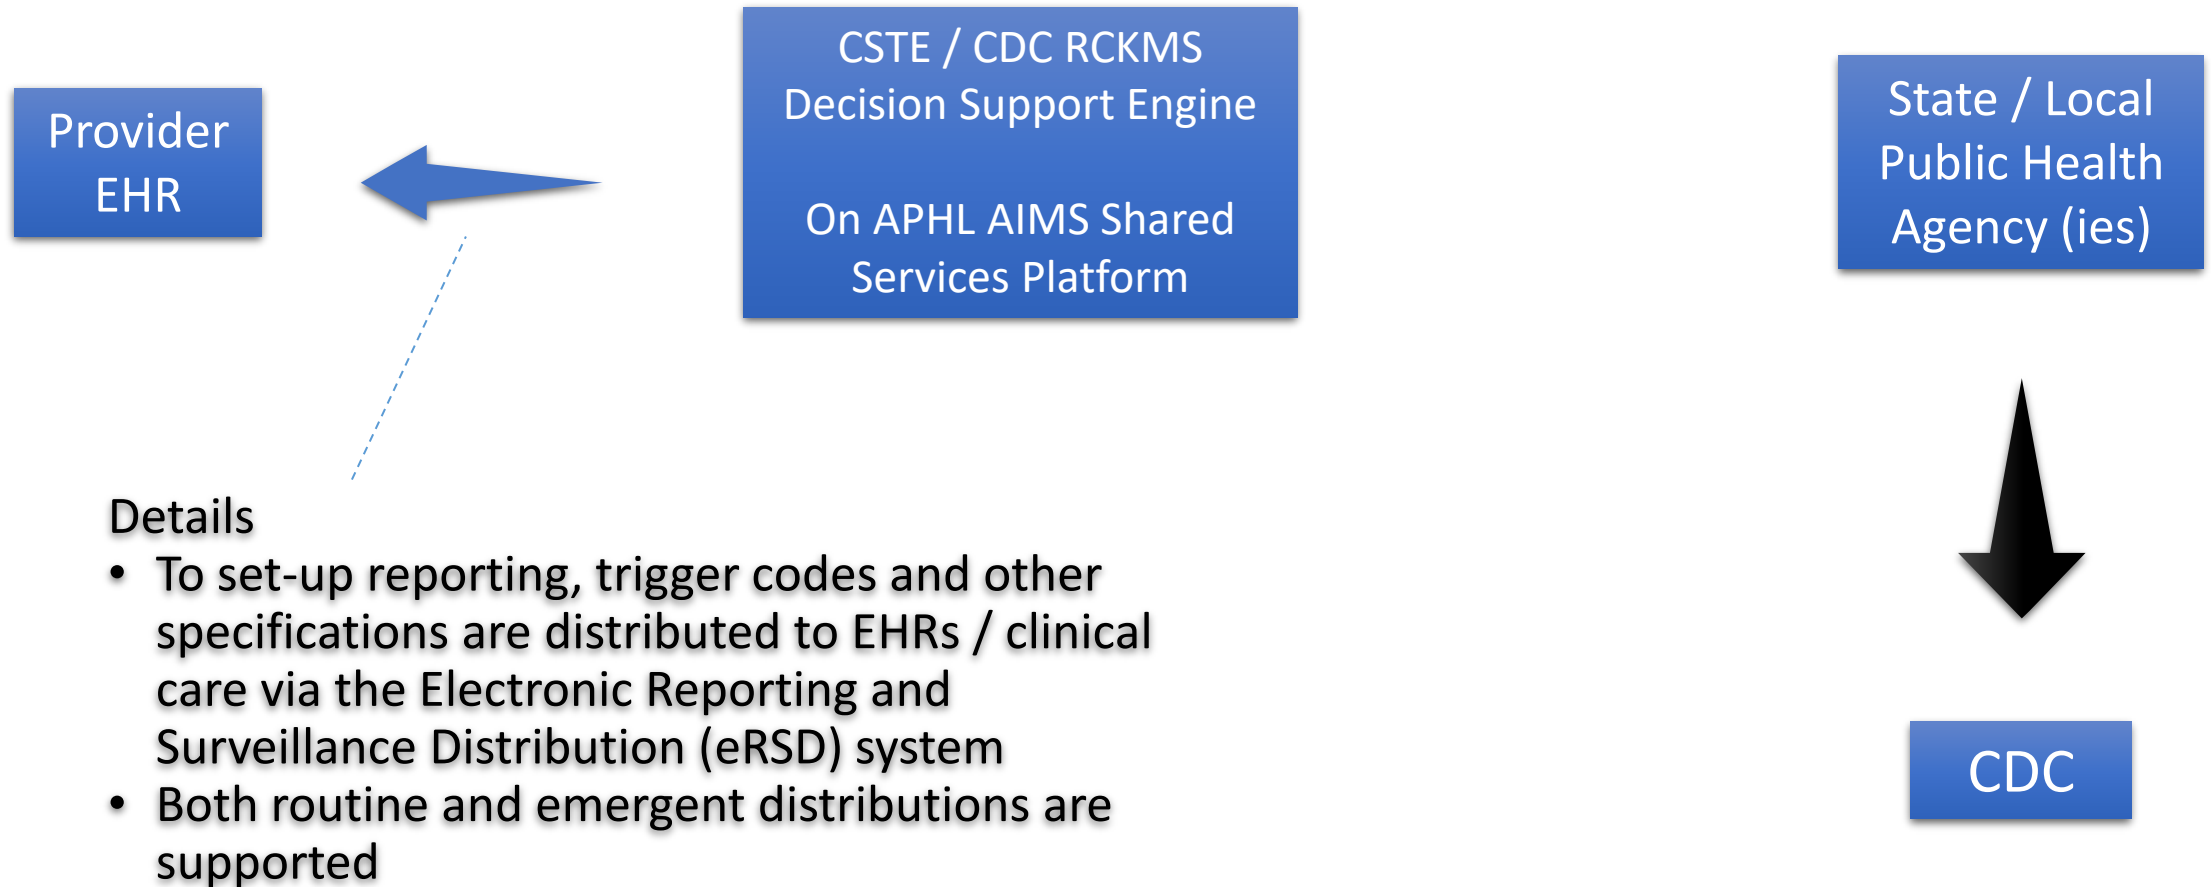 Provider
EHR
CSTE / CDC RCKMS
Decision Support Engine
On APHL AIMS Shared
Services Platform
State / Local
Public Health
Agency (ies)
Details
• To set-up reporting, trigger codes and other
specifications are distributed to EHRs / clinical
care via the Electronic Reporting and
Surveillance Distribution (eRSD) system
• Both routine and emergent distributions are
supported
CDC